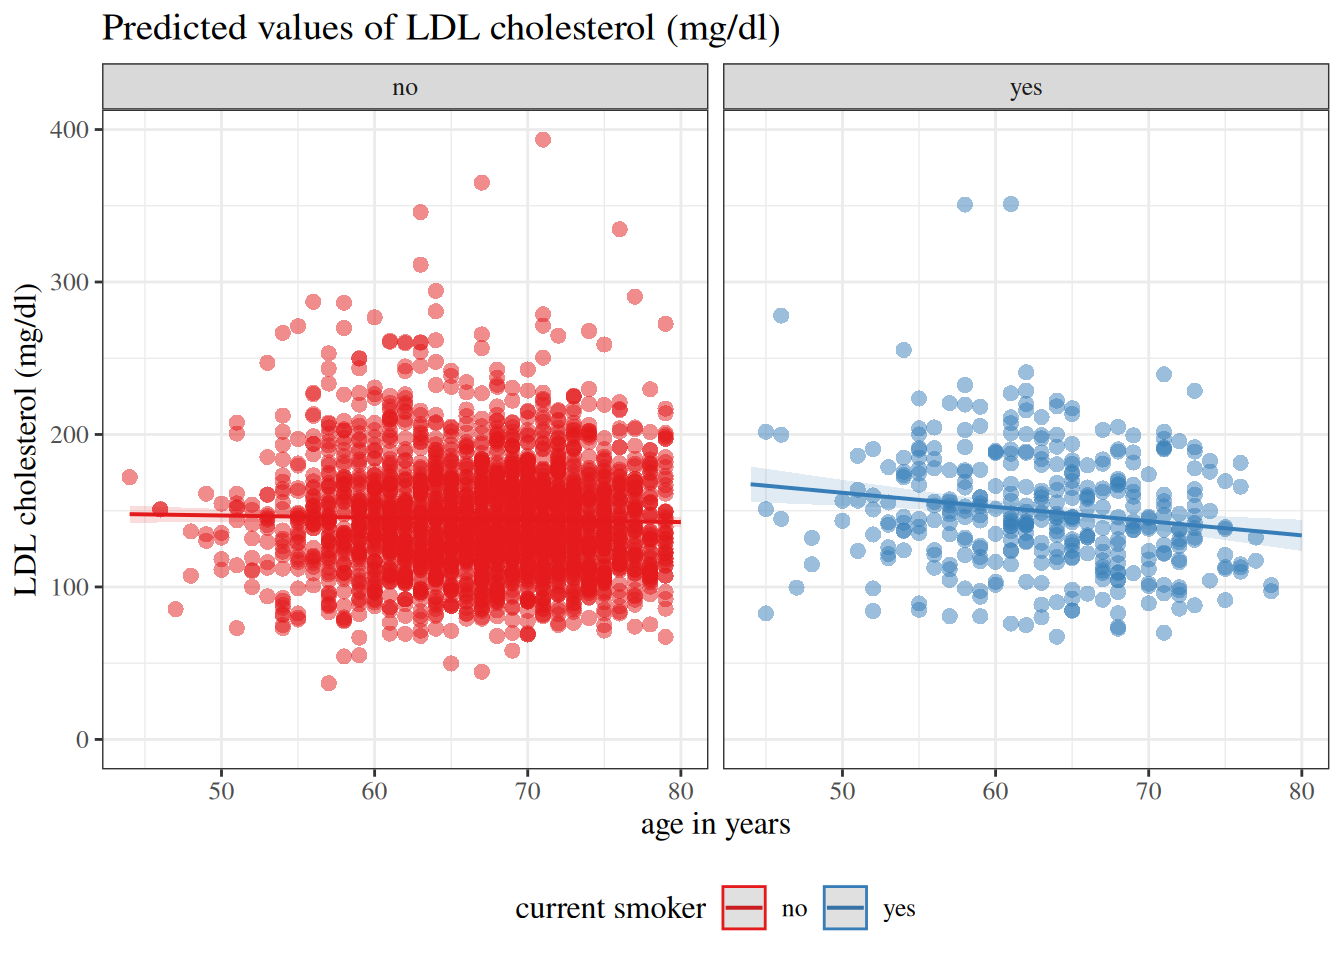 Predicted values of LDL cholesterol (mg/dl)
no
yes
LDL cholesterol (mg/dl)
400
300
200
100
0
50
60
70
80
50
60
70
80
age in years
current smoker no yes